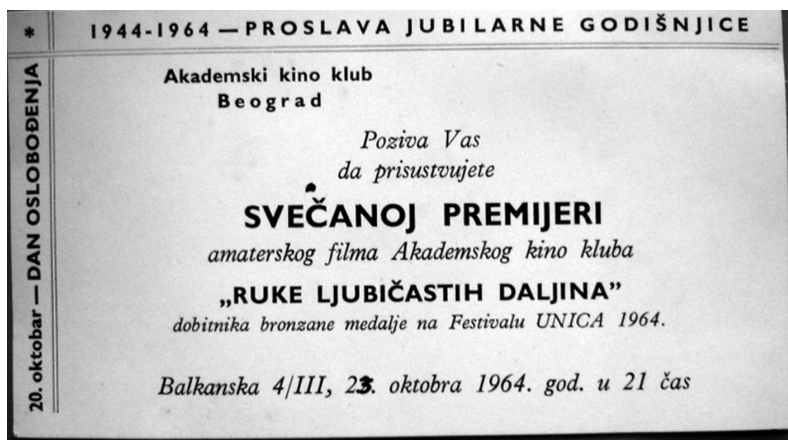 * 1944-1964 — PROSLAVA JUBILARNE GODIŠNJICE
20. oktobar — DAN OSLOBOĐENJA
Akademski kino klub
Beograd
Poziva Vas
da prisustvujete
SVEČANOJ PREMIJERI
amaterskog filma Akademskog kino kluba
„RUKE LJUBIČASTIH DALJINA”
dobitnika bronzane medalje na Festivalu UNICA 1964.
Balkanska 4/III, 23. oktobra 1964. god. u 21 čas